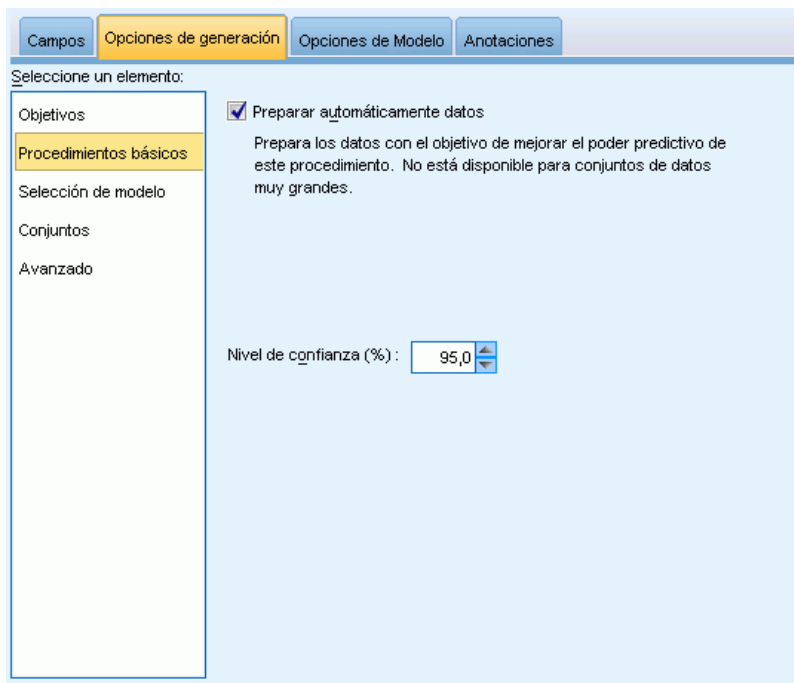 Campos Opciones de generación Opciones de Modelo Anotaciones
Seleccione un elemento:
Objetivos
Procedimientos básicos
Selección de modelo
Conjuntos
Avanzado
Preparar automáticamente datos
Prepara los datos con el objetivo de mejorar el poder predictivo de
este procedimiento. No está disponible para conjuntos de datos
muy grandes.
Nivel de confianza (%) : 95,0